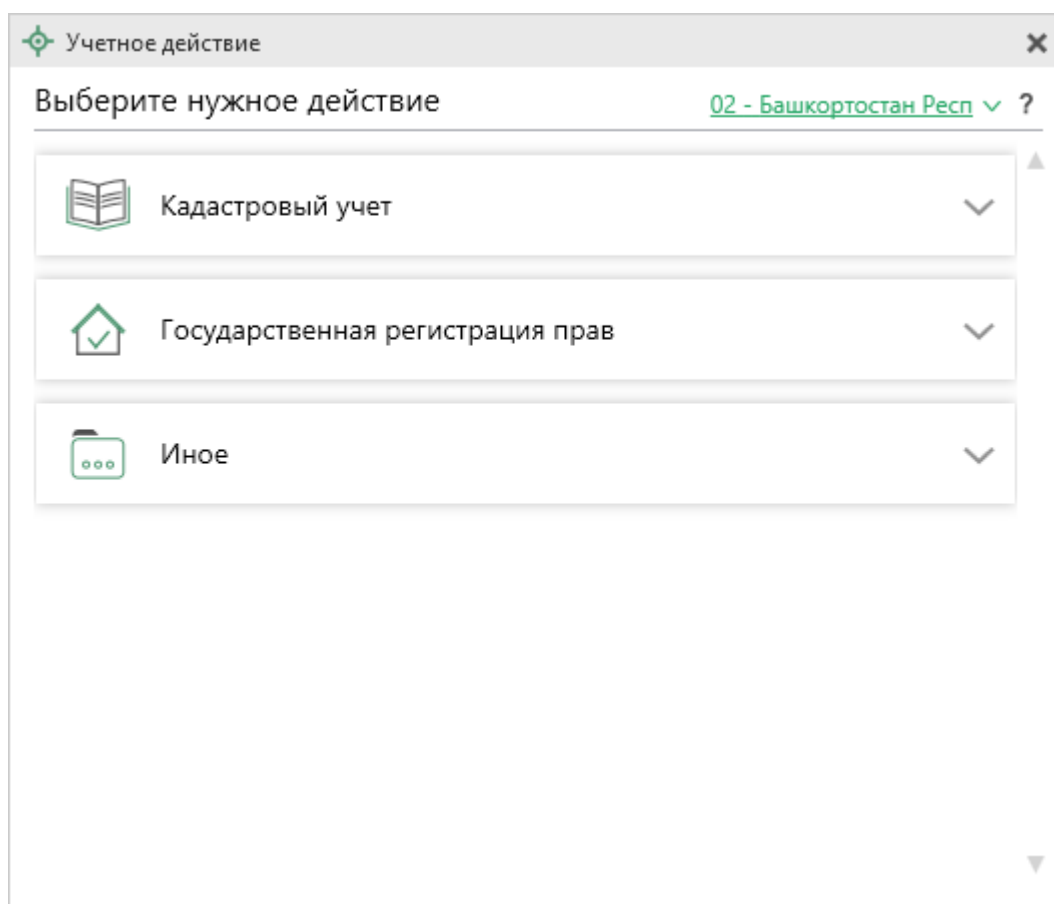 Учетное действие
Выберите нужное действие
02 - Башкортостан Респ ?
Кадастровый учет
Государственная регистрация прав
Иное